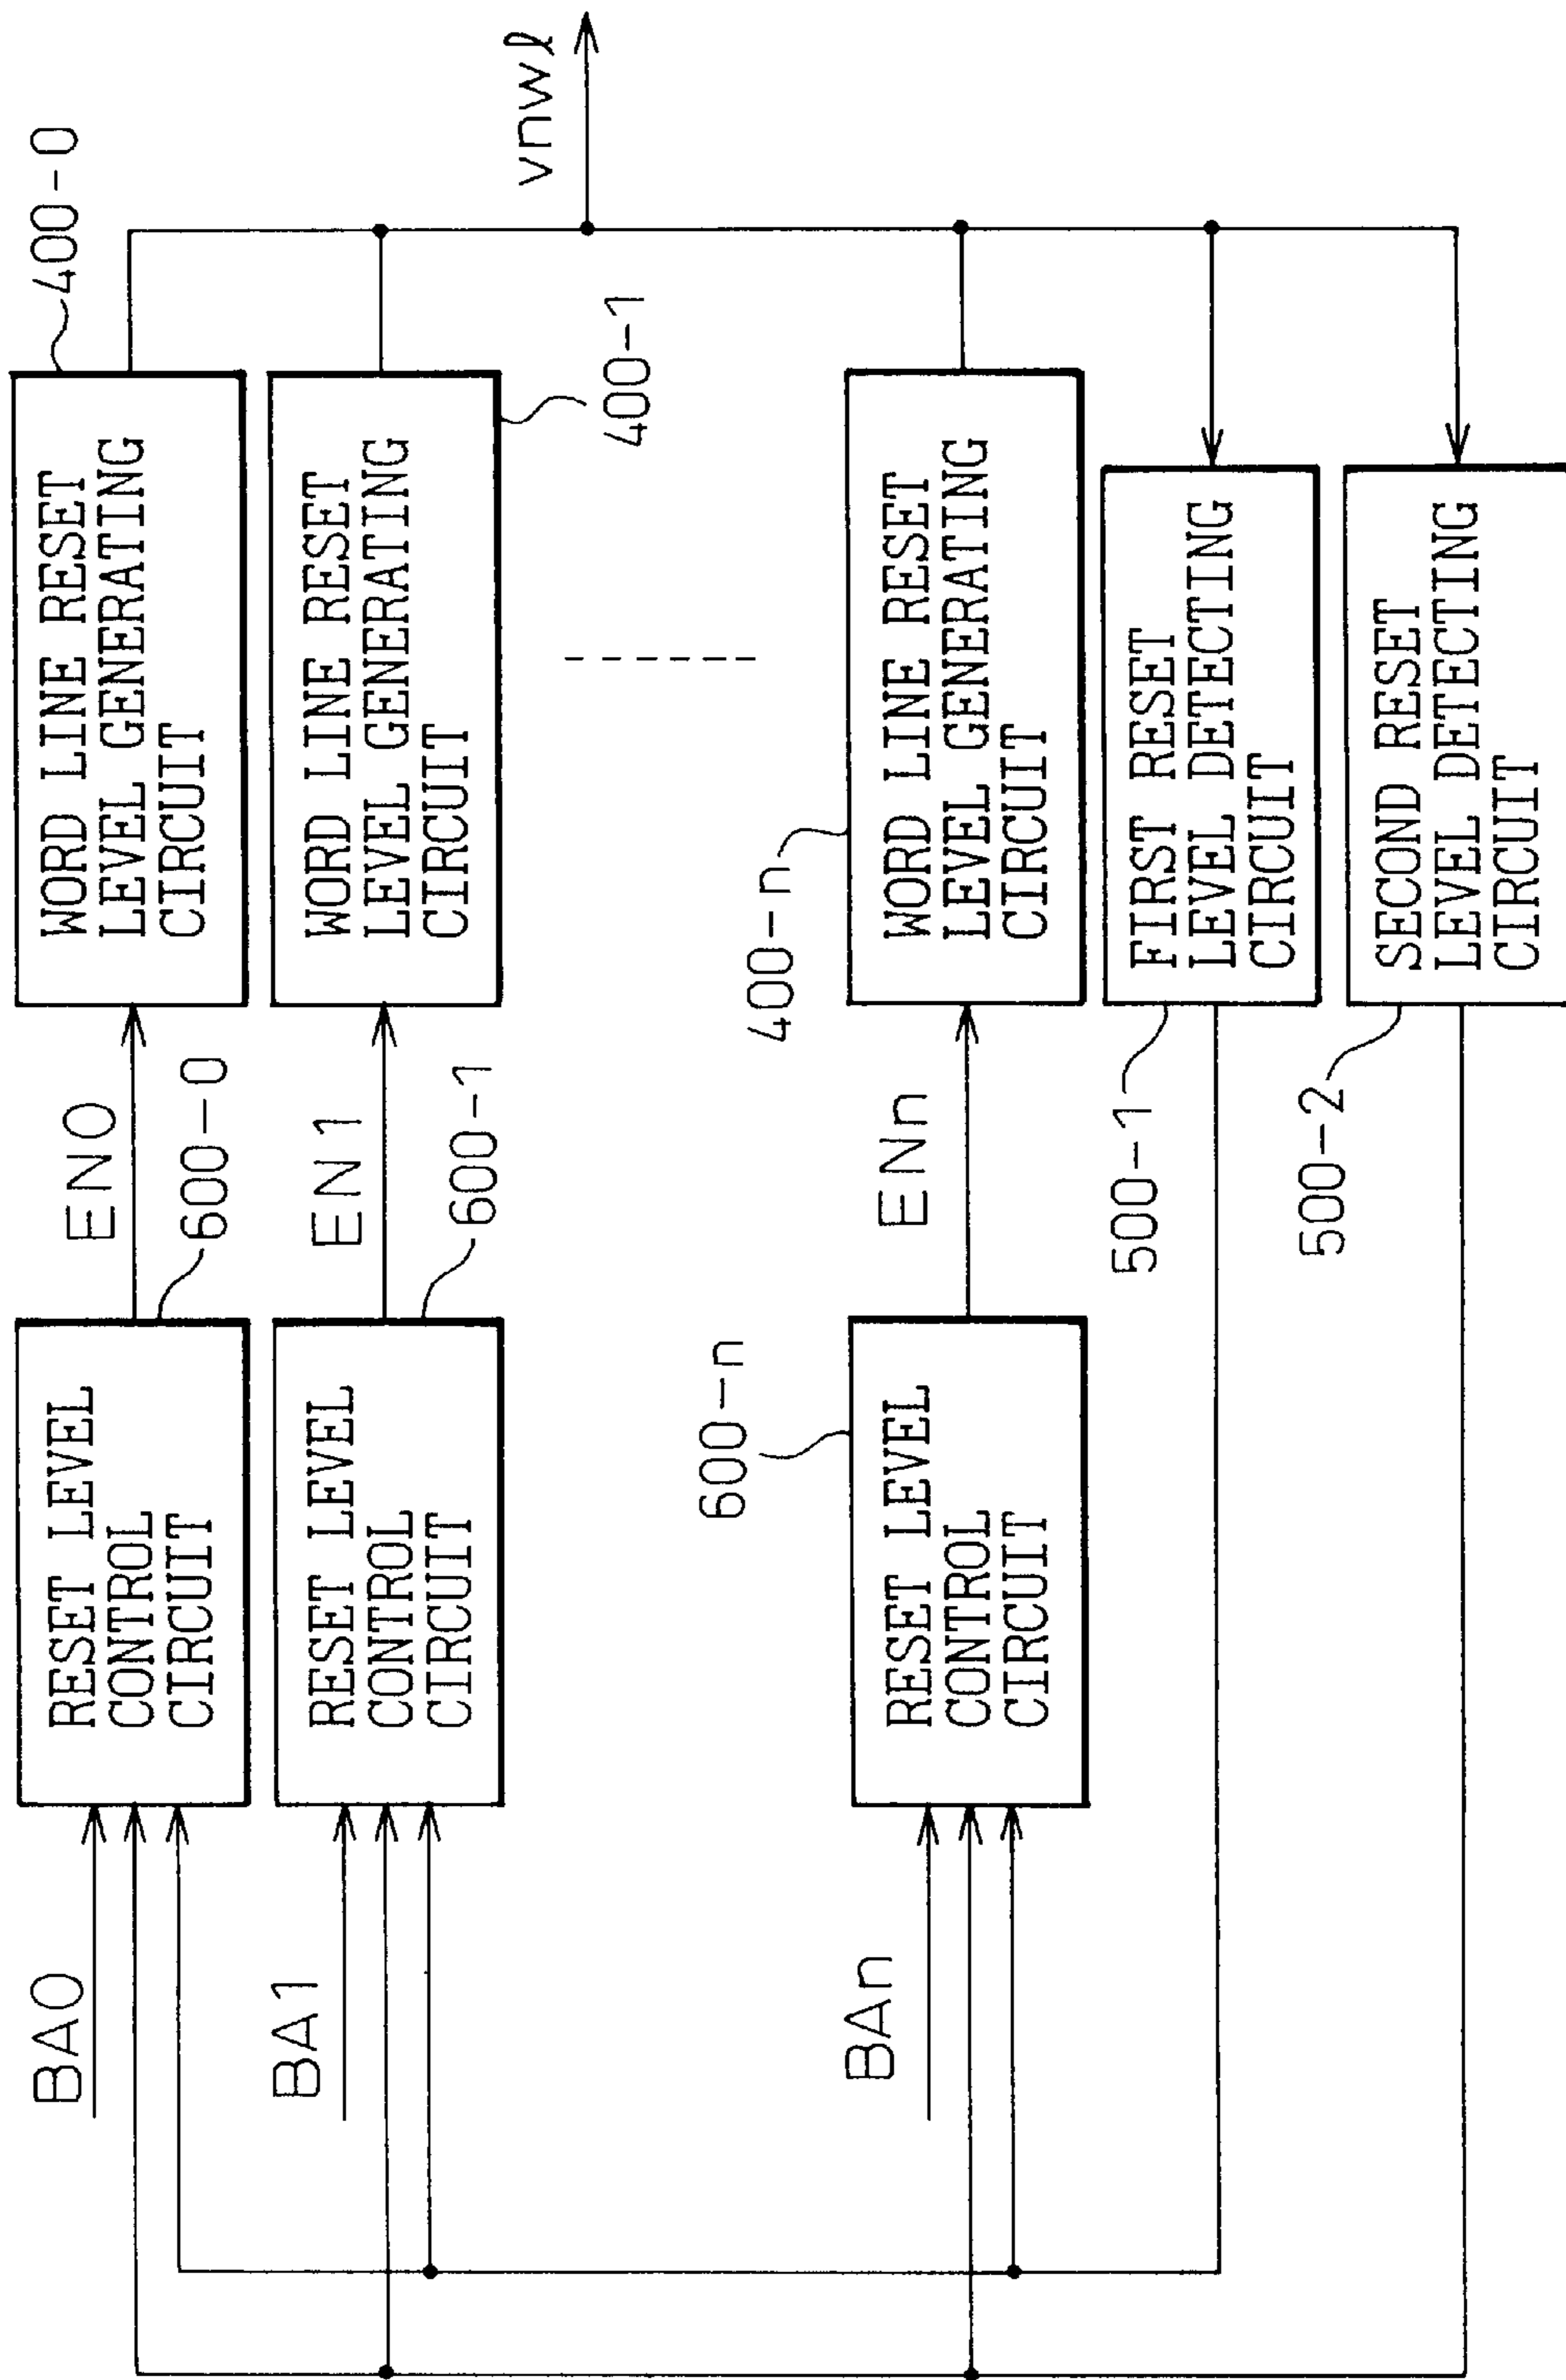 BA0
RESET LEVEL
CONTROL
CIRCUIT
600-0
EN0
WORD LINE RESET
LEVEL GENERATING
CIRCUIT
400-0
BA1
RESET LEVEL
CONTROL
CIRCUIT
600-1
EN1
WORD LINE RESET
LEVEL GENERATING
CIRCUIT
400-1
vnwℓ
BAn
RESET LEVEL
CONTROL
CIRCUIT
600-n
ENn
WORD LINE RESET
LEVEL GENERATING
CIRCUIT
400-n
FIRST RESET
LEVEL DETECTING
CIRCUIT
500-1
SECOND RESET
LEVEL DETECTING
CIRCUIT
500-2